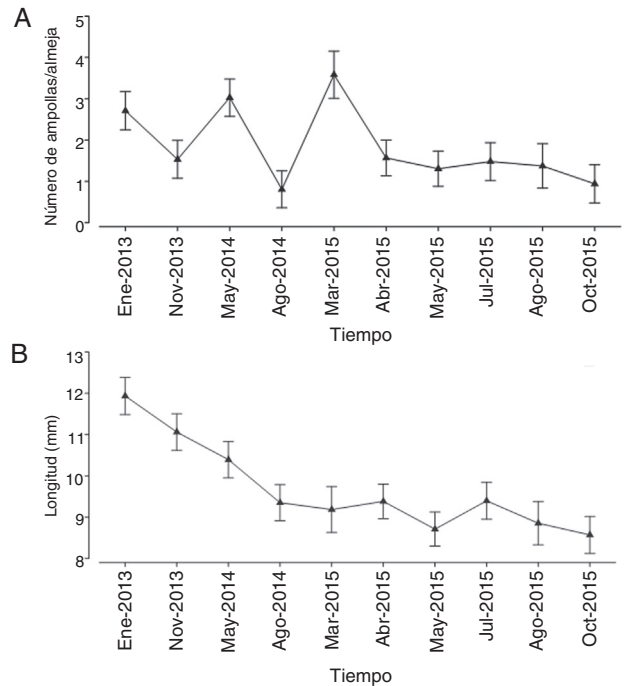 A
Número de ampollas/almeja
5
4
3
2
1
0
Ene-2013
Nov-2013
May-2014
Ago-2014
Mar-2015
Abr-2015
May-2015
Jul-2015
Ago-2015
Oct-2015
Tiempo
B
Longitud (mm)
13
12
11
10
9
8
Ene-2013
Nov-2013
May-2014
Ago-2014
Mar-2015
Abr-2015
May-2015
Jul-2015
Ago-2015
Oct-2015
Tiempo